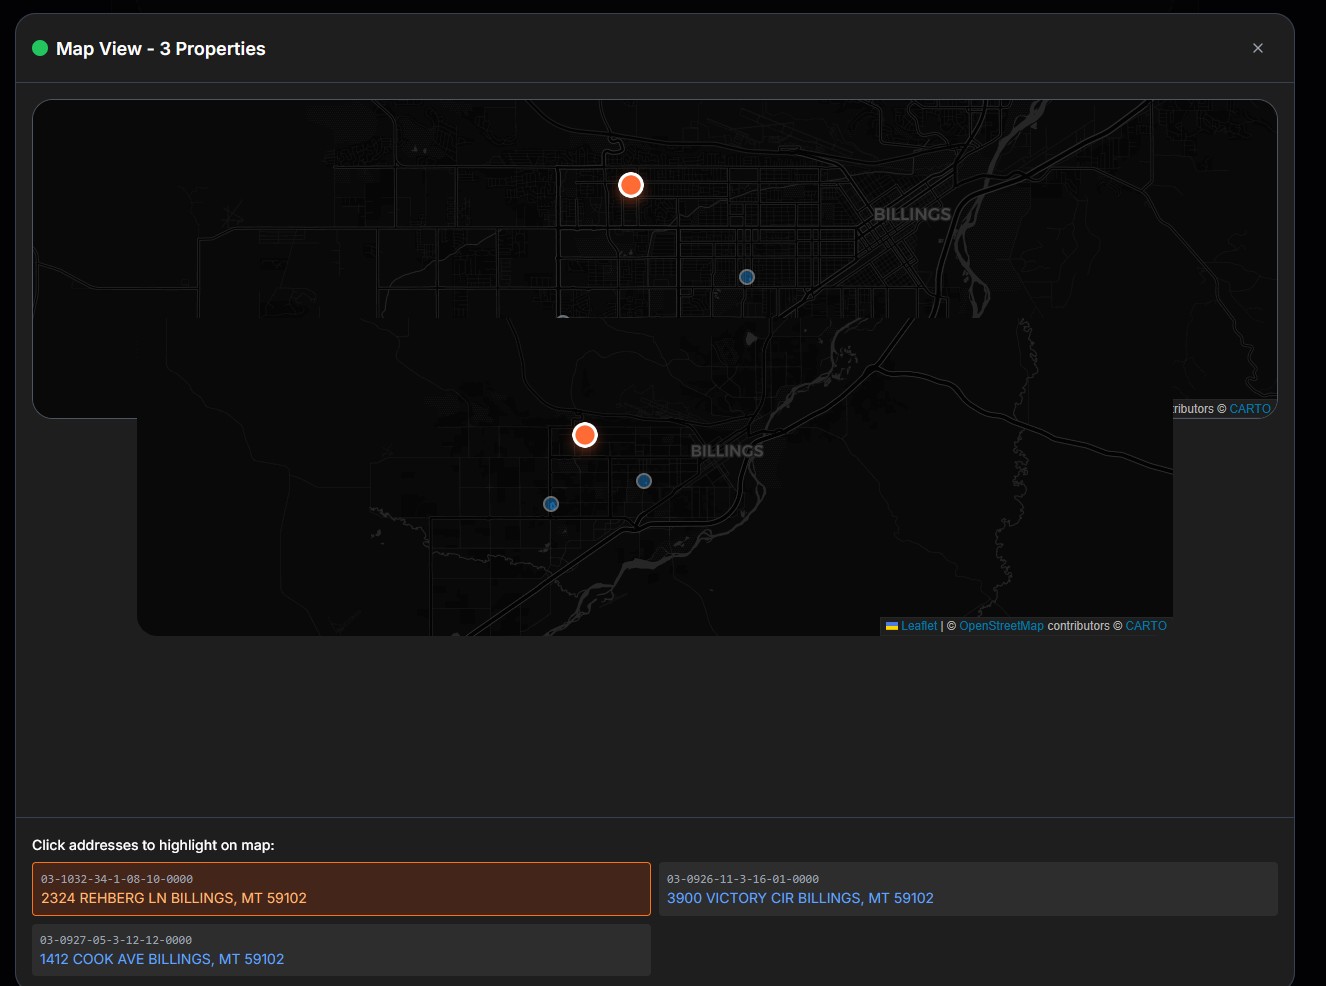 Map View - 3 Properties
×
BILLINGS
ributors © CARTO
BILLINGS
Leaflet | © OpenStreetMap contributors © CARTO
Click addresses to highlight on map:
03-1032-34-1-08-10-0000
2324 REHBERG LN BILLINGS, MT 59102
03-0926-11-3-16-01-0000
3900 VICTORY CIR BILLINGS, MT 59102
03-0927-05-3-12-12-0000
1412 COOK AVE BILLINGS, MT 59102